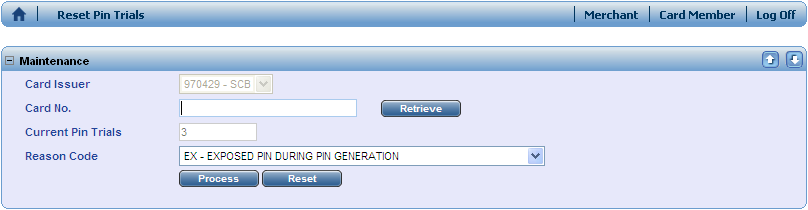 Reset Pin Trials Merchant Card Member Log Off
Maintenance
Card Issuer 970429 - SCB
Card No. Retrieve
Current Pin Trials 3
Reason Code EX - EXPOSED PIN DURING PIN GENERATION
Process Reset